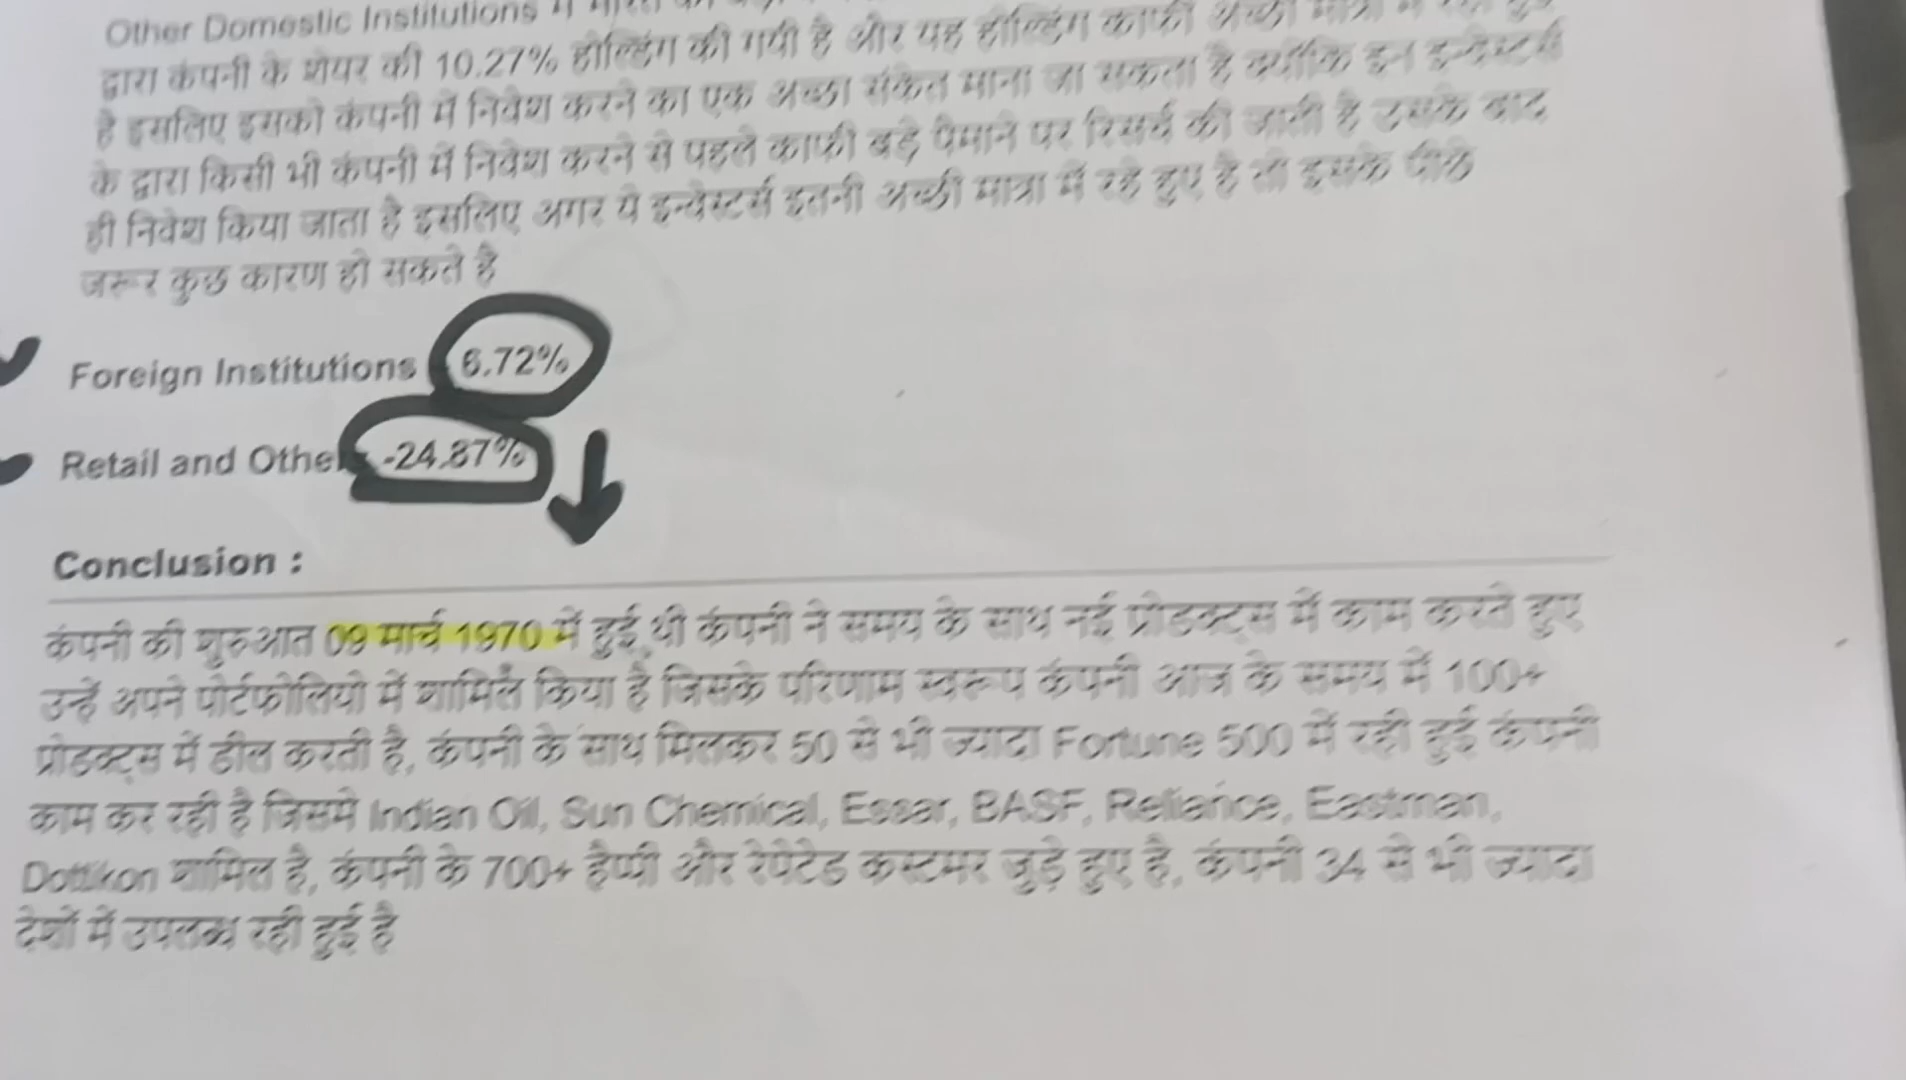 Other Domestic Institutions
द्वारा कंपनी के शेयर की 10.27% होल्डिंग की गयी है और यह होल्डिंग काफी अच्छी मात्रा में
है इसलिए इसको कंपनी में निवेश करने का एक अच्छा संकेत माना जा सकता है क्योंकि इन इन्वेस्टर्स
के द्वारा किसी भी कंपनी में निवेश करने से पहले काफी बड़े पैमाने पर रिसर्च की जाती है उसके बाद
ही निवेश किया जाता है इसलिए अगर ये इन्वेस्टर्स इतनी अच्छी मात्रा में रहे हुए है तो इसके पीछे
जरूर कुछ कारण हो सकते है
Foreign Institutions 6.72%
Retail and Others -24.87%
Conclusion :
कंपनी की शुरुआत 09 मार्च 1970 में हुई थी कंपनी ने समय के साथ नई प्रोडक्ट्स में काम करते हुए
उन्हें अपने पोर्टफोलियो में शामिल किया है जिसके परिणाम स्वरूप कंपनी आज के समय में 100+
प्रोडक्ट्स में डील करती है, कंपनी के साथ मिलकर 50 से भी ज्यादा Fortune 500 में रही हुई कंपनी
काम कर रही है जिसमे Indian Oil, Sun Chemical, Essar, BASF, Reliance, Eastman,
Dottikon शामिल है, कंपनी के 700+ हैप्पी और रेपेटेड कस्टमर जुड़े हुए है, कंपनी 34 से भी ज्यादा
देशों में उपलब्ध रही हुई है